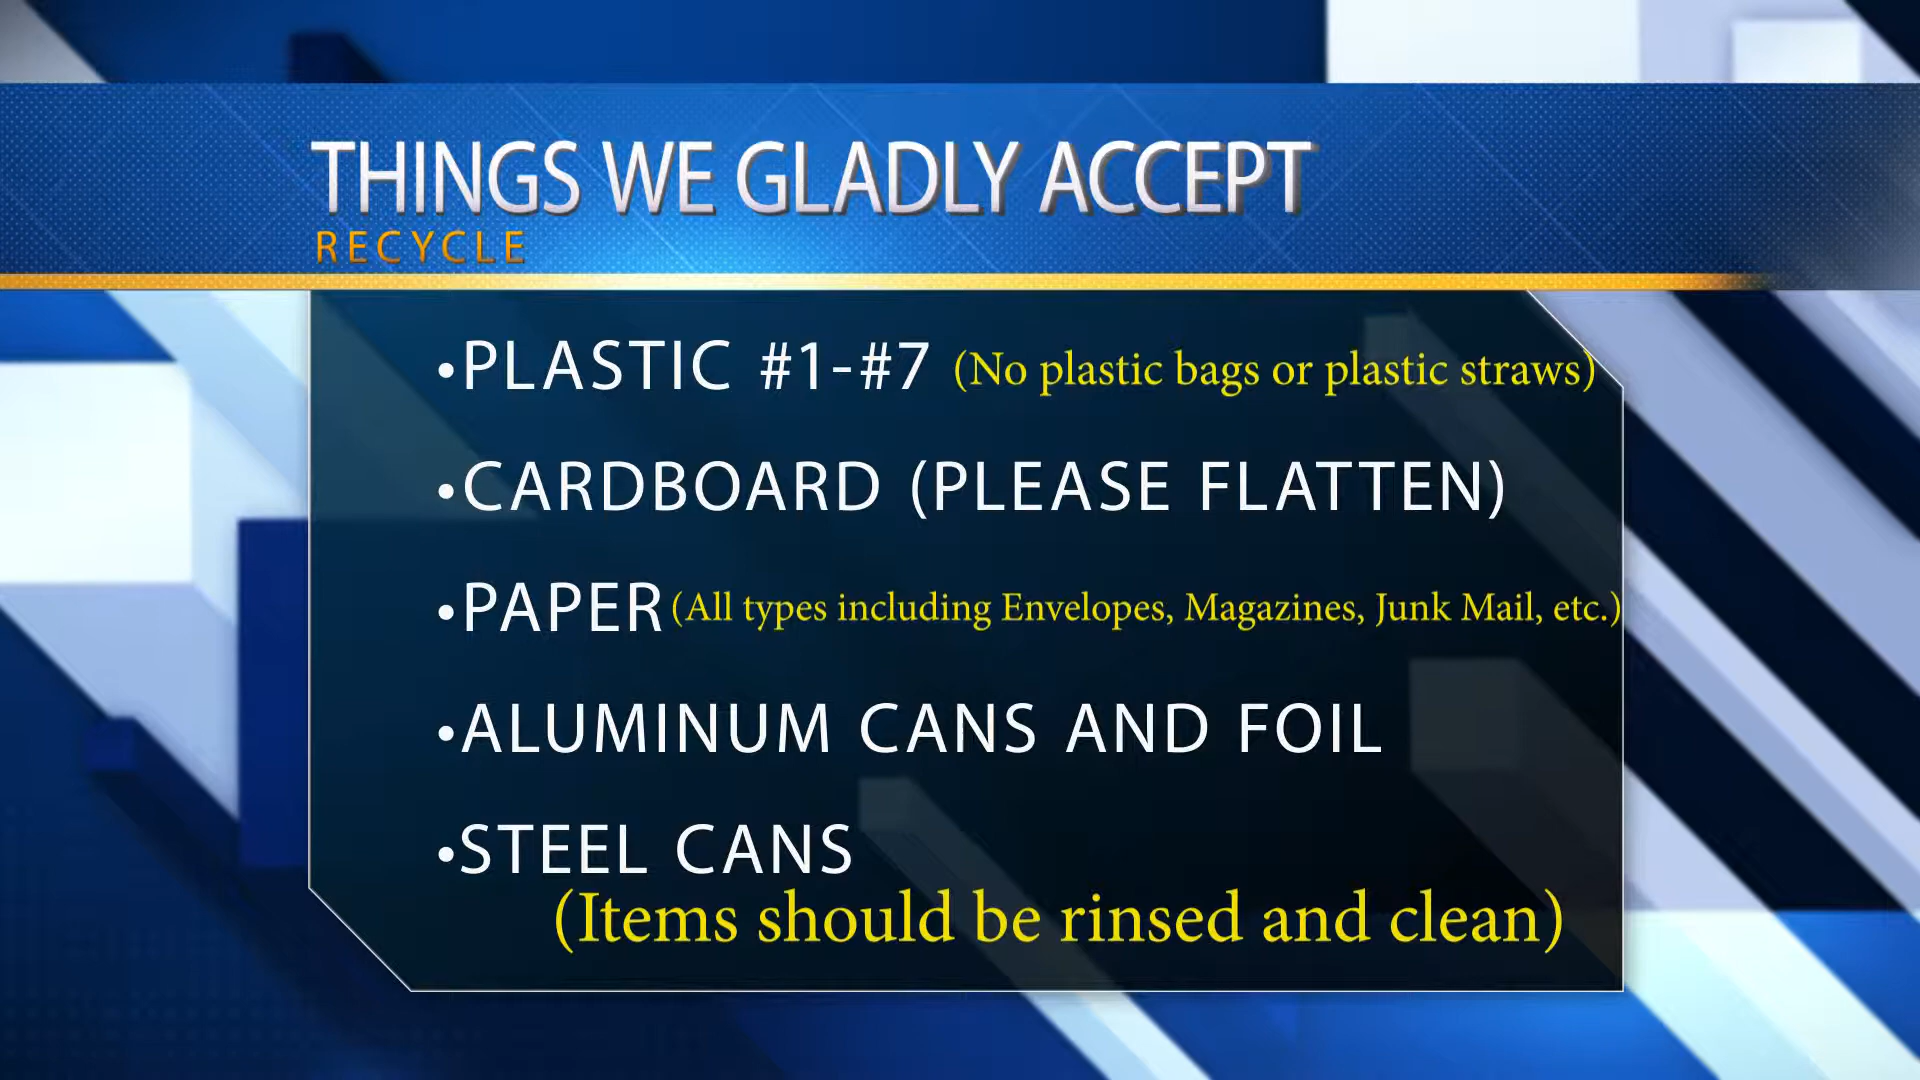 THINGS WE GLADLY ACCEPT
RECYCLE
•PLASTIC #1-#7 (No plastic bags or plastic straws)
•CARDBOARD (PLEASE FLATTEN)
•PAPER (All types including Envelopes, Magazines, Junk Mail, etc.)
•ALUMINUM CANS AND FOIL
•STEEL CANS
(Items should be rinsed and clean)